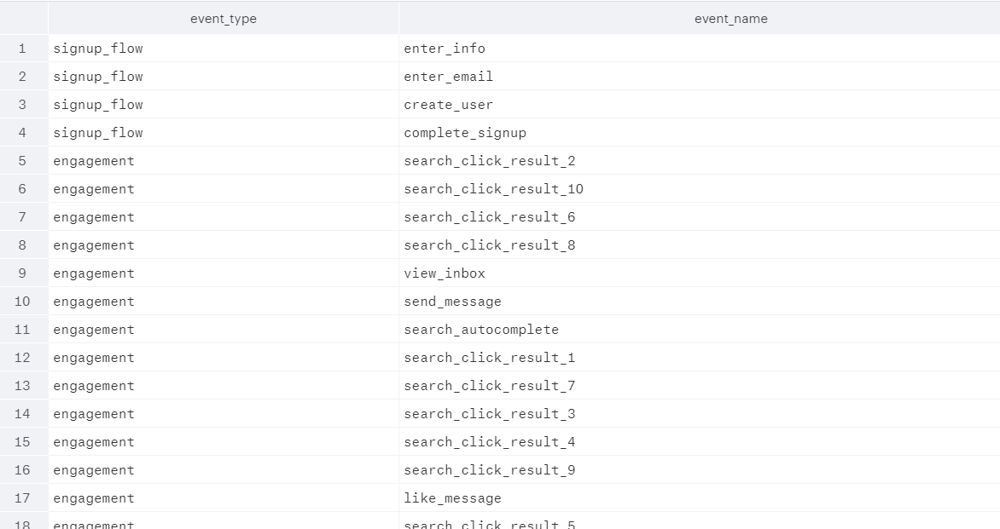 event_type event_name
1 signup_flow enter_info
2 signup_flow enter_email
3 signup_flow create_user
4 signup_flow complete_signup
5 engagement search_click_result_2
6 engagement search_click_result_10
7 engagement search_click_result_6
8 engagement search_click_result_8
9 engagement view_inbox
10 engagement send_message
11 engagement search_autocomplete
12 engagement search_click_result_1
13 engagement search_click_result_7
14 engagement search_click_result_3
15 engagement search_click_result_4
16 engagement search_click_result_9
17 engagement like_message
18 engagement search_click_result_5